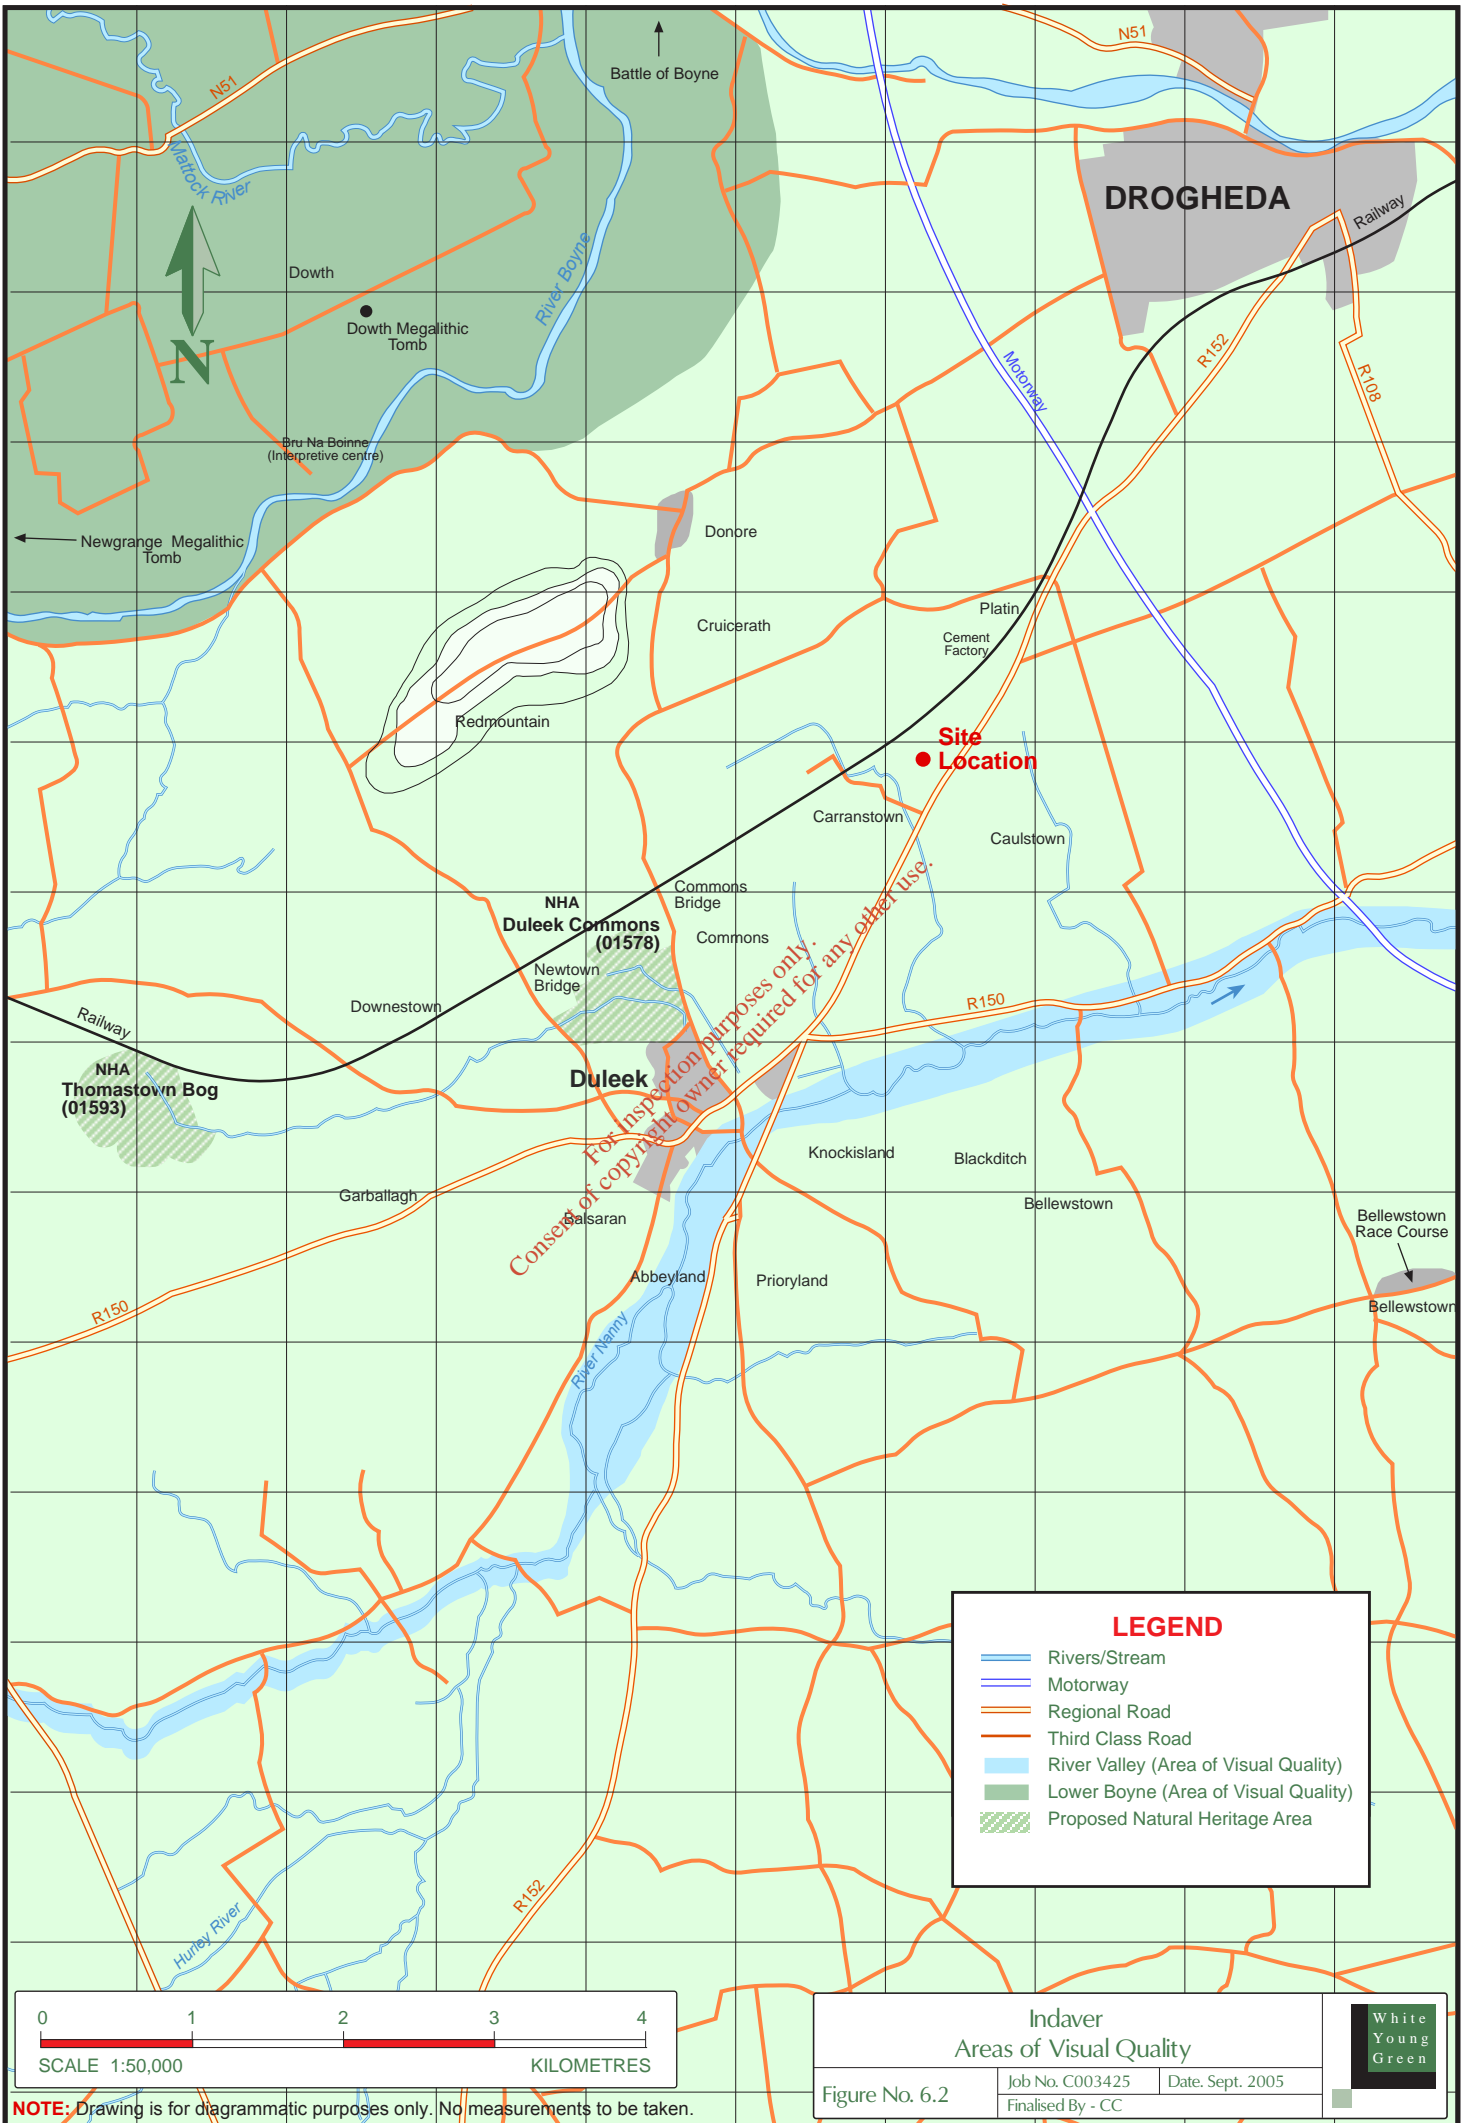 N51
Battle of Boyne
N51
Mattock River
DROGHEDA
Railway
River Boyne
Dowth
Dowth Megalithic
Tomb
N
Motorway
R152
R108
Bru Na Boinne
(Interpretive centre)
Newgrange Megalithic
Tomb
Donore
Platin
Cruicerath
Cement
Factory
Redmountain
Site
Location
Carranstown
Caulstown
Commons
Bridge
NHA
Duleek Commons
(01578)
Commons
Newtown
Bridge
Downestown
R150
Railway
NHA
Thomastown Bog
(01593)
Duleek
For inspection purposes only.
Consent of copyright owner required for any other use.
Knockisland
Blackditch
Garballagh
Bellewstown
Balsaran
Bellewstown
Race Course
Abbeyland
Prioryland
R150
Bellewstown
River Nanny
LEGEND
Rivers/Stream
Motorway
Regional Road
Third Class Road
River Valley (Area of Visual Quality)
Lower Boyne (Area of Visual Quality)
Proposed Natural Heritage Area
R152
Hurley River
0 1 2 3 4
SCALE 1:50,000 KILOMETRES
NOTE: Drawing is for diagrammatic purposes only. No measurements to be taken.
Indaver
Areas of Visual Quality
Figure No. 6.2
Job No. C003425
Date. Sept. 2005
Finalised By - CC
White
Young
Green